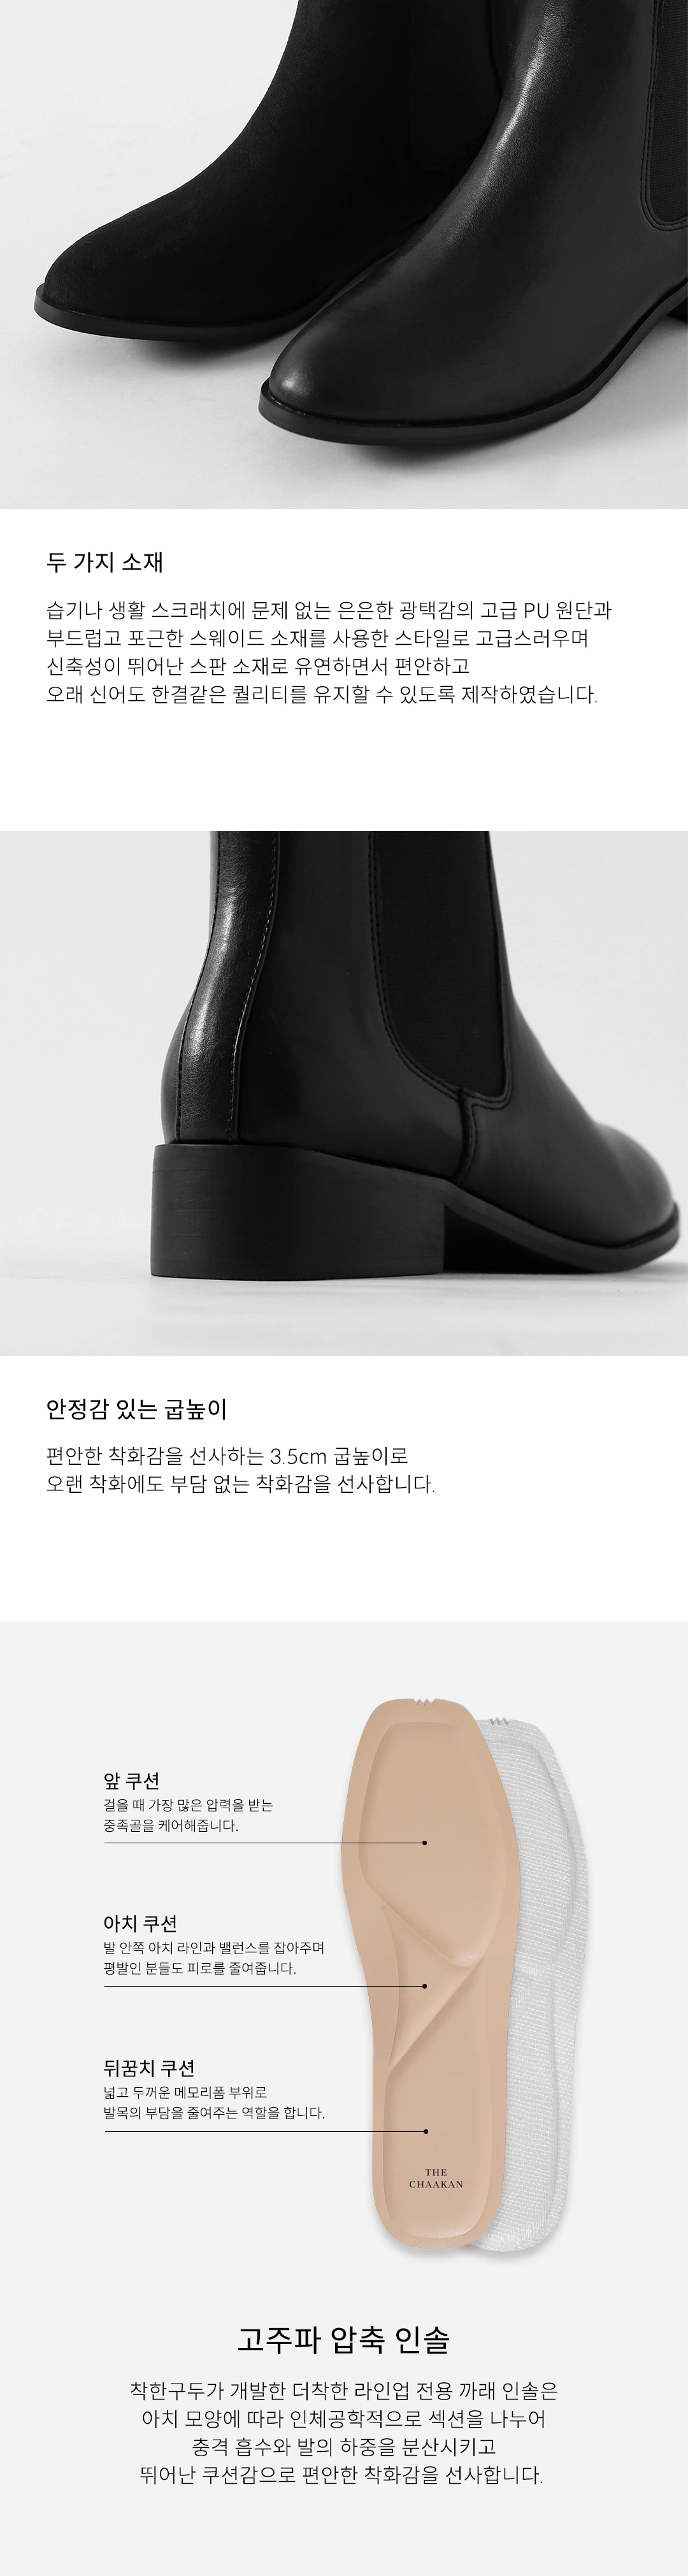 두 가지 소재
습기나 생활 스크래치에 문제 없는 은은한 광택감의 고급 PU 원단과
부드럽고 포근한 스웨이드 소재를 사용한 스타일로 고급스러우며
신축성이 뛰어난 스판 소재로 유연하면서 편안하고
오래 신어도 한결같은 퀄리티를 유지할 수 있도록 제작하였습니다.
안정감 있는 굽높이
편안한 착화감을 선사하는 3.5cm 굽높이로
오랜 착화에도 부담 없는 착화감을 선사합니다.
앞 쿠션
걸을 때 가장 많은 압력을 받는
중족골을 케어해줍니다.
아치 쿠션
발 안쪽 아치 라인과 밸런스를 잡아주며
평발인 분들도 피로를 줄여줍니다.
뒤꿈치 쿠션
넓고 두꺼운 메모리폼 부위로
발목의 부담을 줄여주는 역할을 합니다.
THE
CHAAKAN
고주파 압축 인솔
착한구두가 개발한 더착한 라인업 전용 까래 인솔은
아치 모양에 따라 인체공학적으로 섹션을 나누어
충격 흡수와 발의 하중을 분산시키고
뛰어난 쿠션감으로 편안한 착화감을 선사합니다.